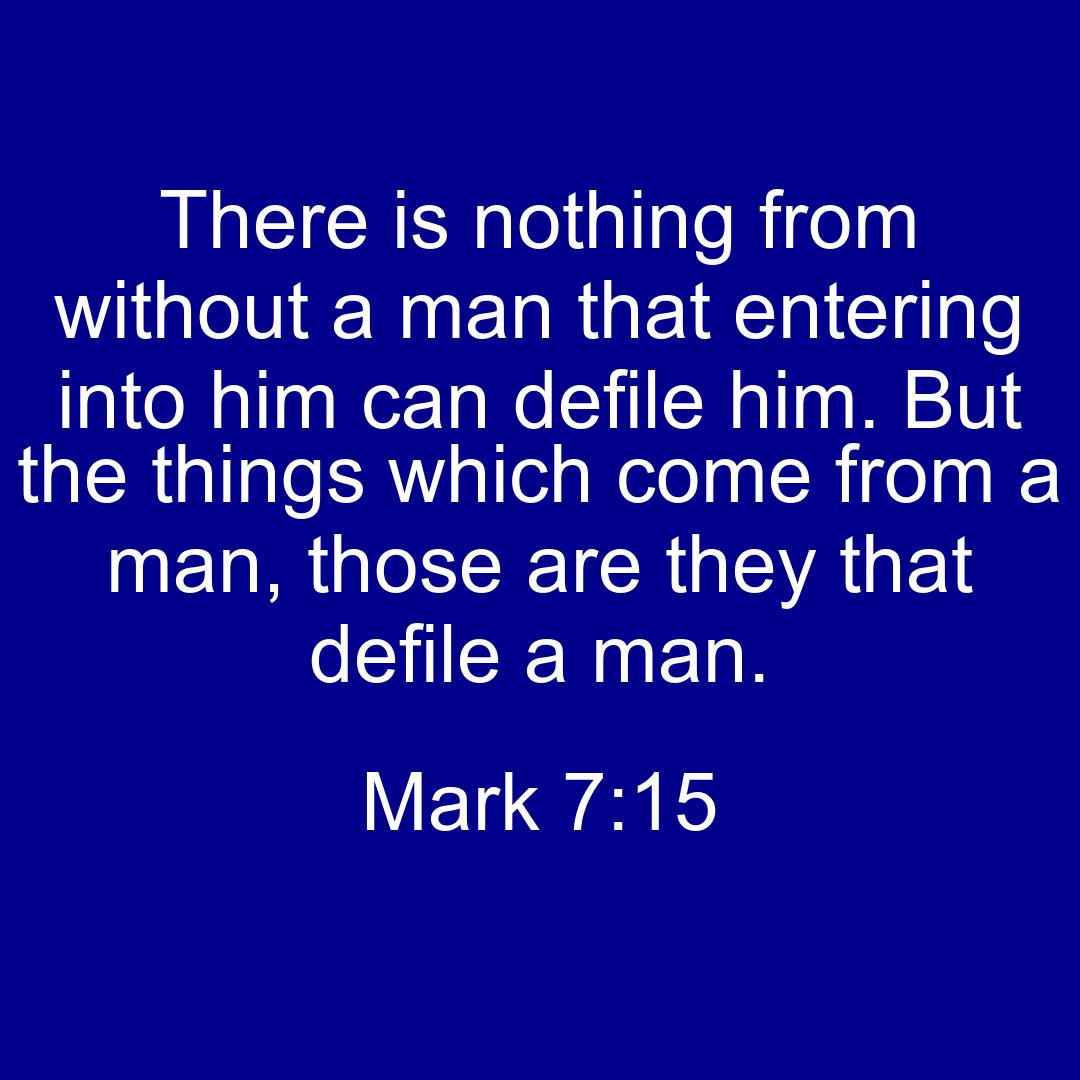 There is nothing from
without a man that entering
into him can defile him. But
the things which come from a
man, those are they that
defile a man.
Mark 7:15